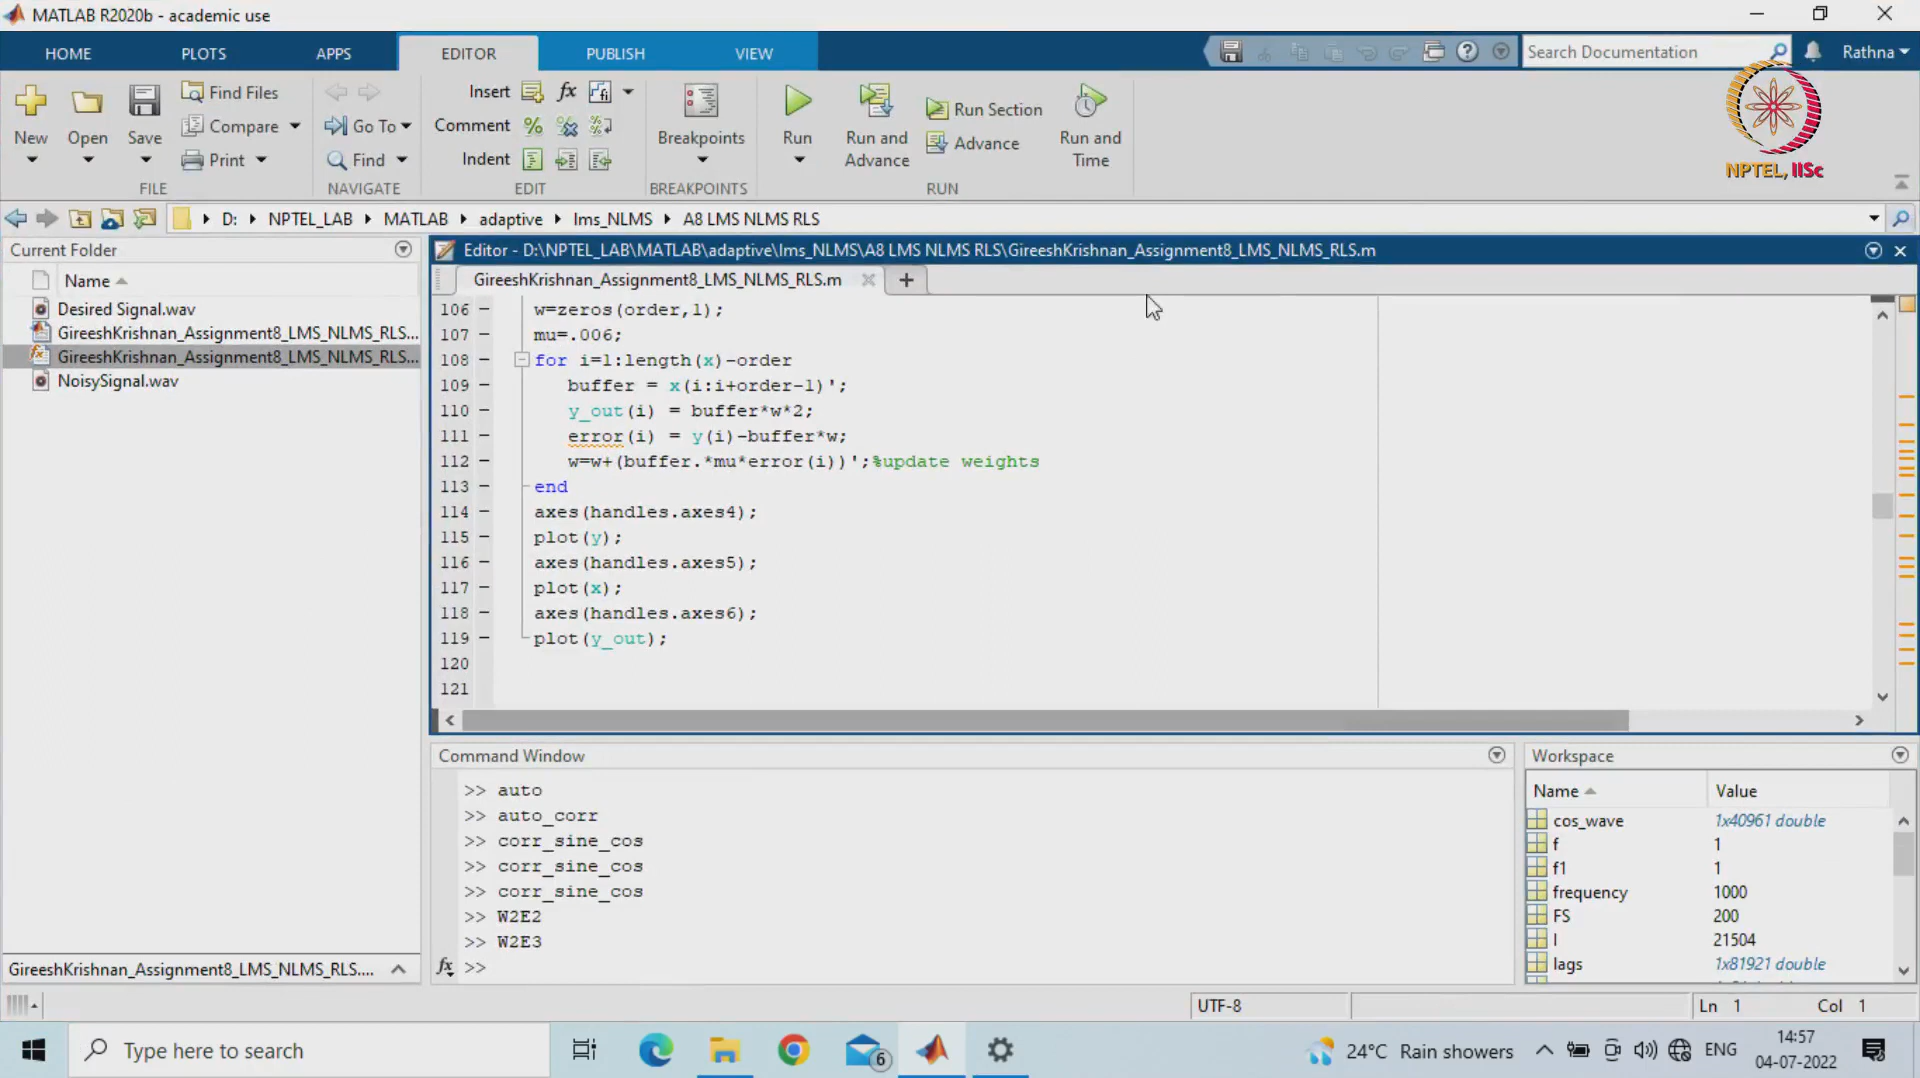 MATLAB R2020b - academic use
HOME PLOTS APPS EDITOR PUBLISH VIEW
Search Documentation
Rathna
New
Open
Save
Find Files
Compare
Print
FILE
Go To
Find
NAVIGATE
Insert fx
Comment
Indent
EDIT
Breakpoints
BREAKPOINTS
Run
Run and Advance
Run Section
Advance
Run and Time
RUN
NPTEL, IISc
D: NPTEL_LAB MATLAB adaptive lms_NLMS A8 LMS NLMS RLS
Current Folder
Name
Desired Signal.wav
GireeshKrishnan_Assignment8_LMS_NLMS_RLS...
GireeshKrishnan_Assignment8_LMS_NLMS_RLS...
NoisySignal.wav
GireeshKrishnan_Assignment8_LMS_NLMS_RLS....
Editor - D:\NPTEL_LAB\MATLAB\adaptive\lms_NLMS\A8 LMS NLMS RLS\GireeshKrishnan_Assignment8_LMS_NLMS_RLS.m
GireeshKrishnan_Assignment8_LMS_NLMS_RLS.m
106 - w=zeros(order,1);
107 - mu=.006;
108 - for i=1:length(x)-order
109 - buffer = x(i:i+order-1)';
110 - y_out(i) = buffer*w*2;
111 - error(i) = y(i)-buffer*w;
112 - w=w+(buffer.*mu*error(i))';%update weights
113 - end
114 - axes(handles.axes4);
115 - plot(y);
116 - axes(handles.axes5);
117 - plot(x);
118 - axes(handles.axes6);
119 - plot(y_out);
120
121
Command Window
>> auto
>> auto_corr
>> corr_sine_cos
>> corr_sine_cos
>> corr_sine_cos
>> W2E2
>> W2E3
fx >>
Workspace
Name Value
cos_wave 1x40961 double
f 1
f1 1
frequency 1000
FS 200
l 21504
lags 1x81921 double
UTF-8
Ln 1 Col 1
Type here to search
6
24°C Rain showers
ENG
14:57
04-07-2022